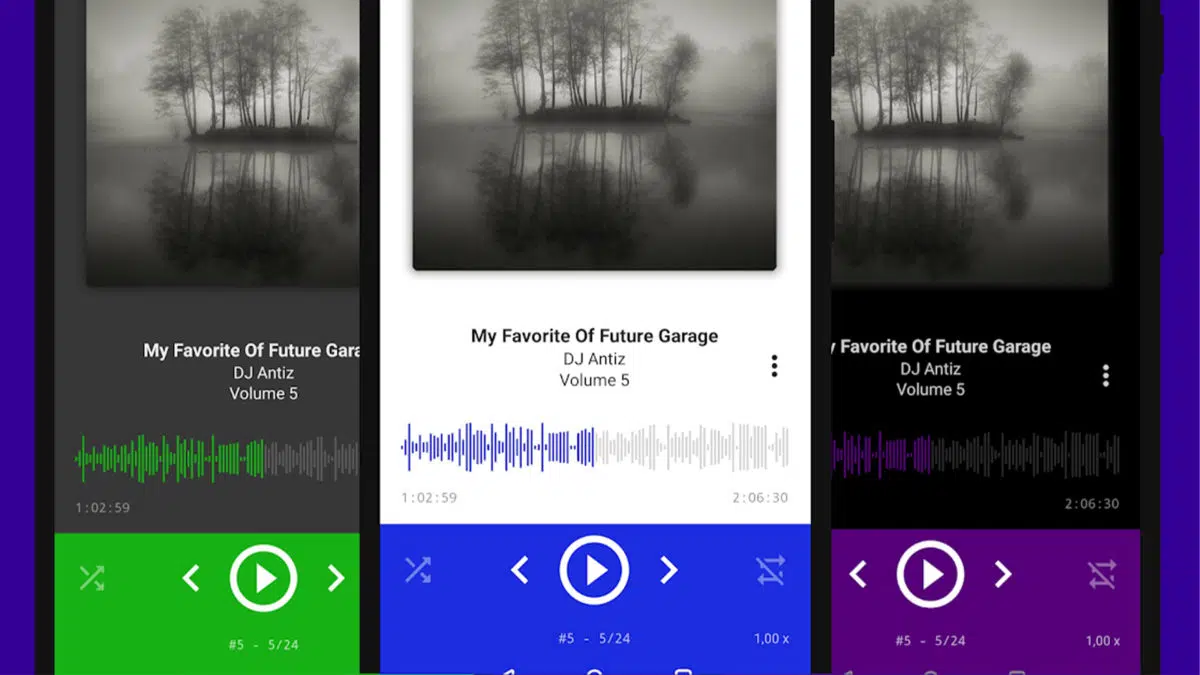 My Favorite Of Future Gara
DJ Antiz
Volume 5
1:02:59
#5 - 5/24
My Favorite Of Future Garage
DJ Antiz
Volume 5
1:02:59 2:06:30
#5 - 5/24 1,00 x
Favorite Of Future Garage
DJ Antiz
Volume 5
2:06:30
#5 - 5/24 1,00 x